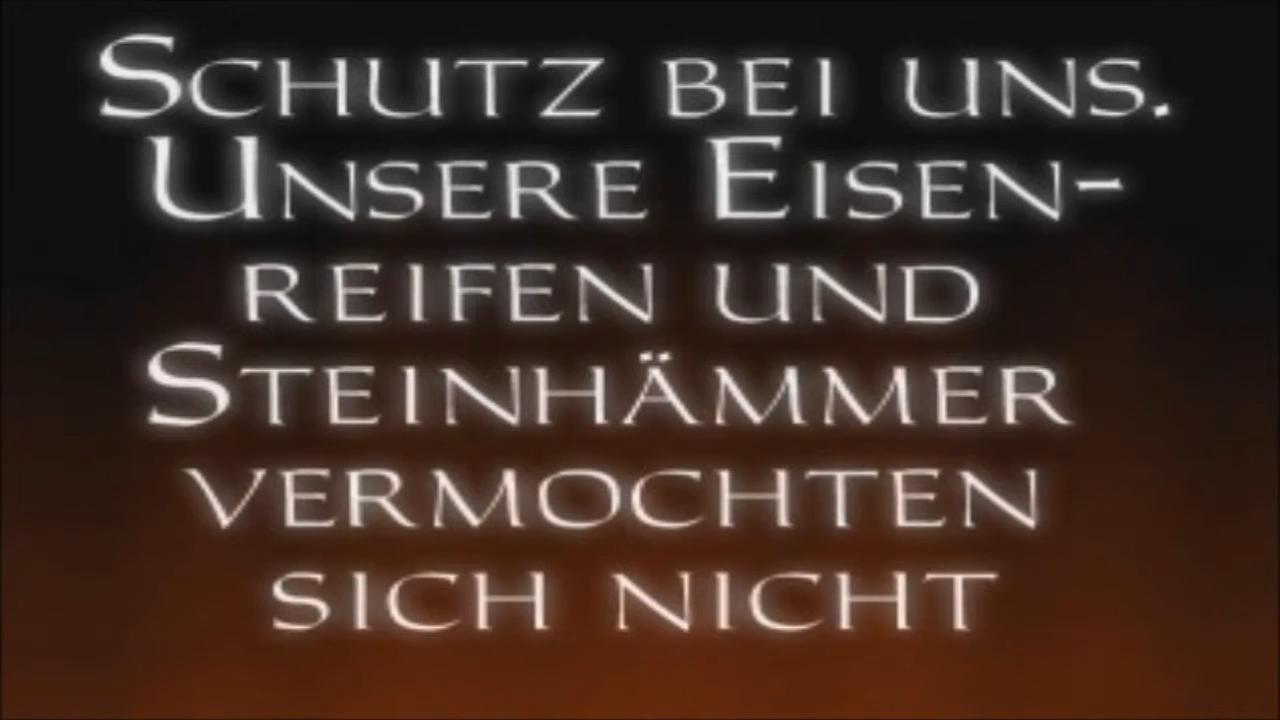 Schutz bei uns.
Unsere Eisen-
reifen und
Steinhämmer
vermochten
sich nicht